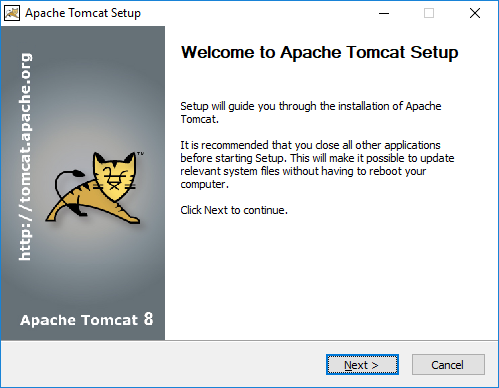 Apache Tomcat Setup
http://tomcat.apache.org
TM
Apache Tomcat 8
Welcome to Apache Tomcat Setup
Setup will guide you through the installation of Apache
Tomcat.
It is recommended that you close all other applications
before starting Setup. This will make it possible to update
relevant system files without having to reboot your
computer.
Click Next to continue.
Next >
Cancel